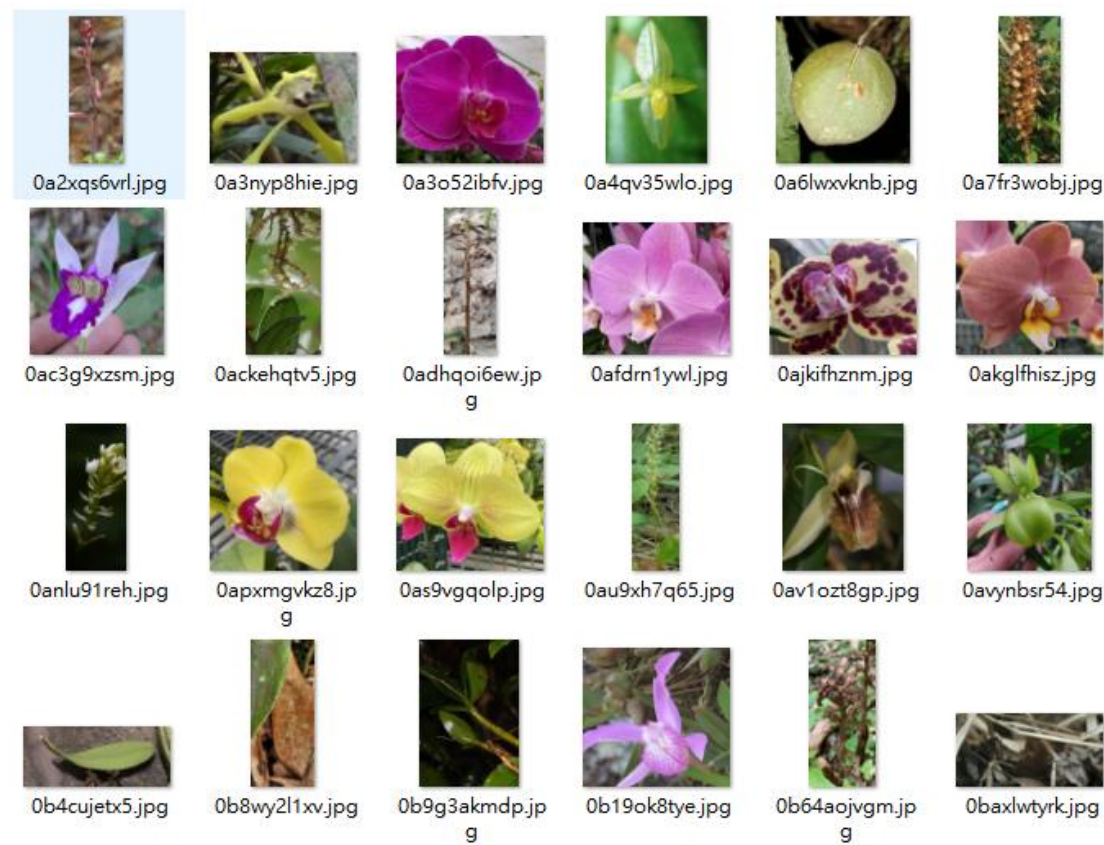 0a2xqs6vrl.jpg
0a3nyp8hie.jpg
0a3o52ibfv.jpg
0a4qv35wlo.jpg
0a6lwxvknb.jpg
0a7fr3wobj.jpg
0ac3g9xzsm.jpg
0ackehqtv5.jpg
0adhqoi6ew.jp
g
0afdrn1ywl.jpg
0ajkifhznm.jpg
0akglfhisz.jpg
0anlu91reh.jpg
0apxmgvkz8.jp
g
0as9vgqolp.jpg
0au9xh7q65.jpg
0av1ozt8gp.jpg
0avynbsr54.jpg
0b4cujetx5.jpg
0b8wy2l1xv.jpg
0b9g3akmdp.jp
g
0b19ok8tye.jpg
0b64aojvgm.jp
g
0baxlwtyrk.jpg